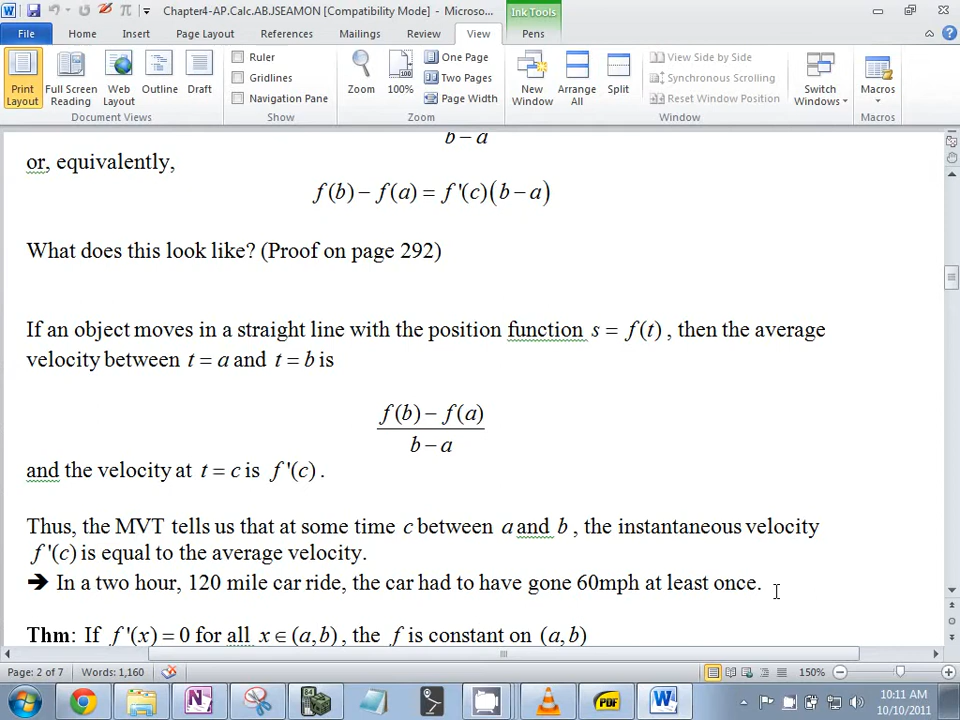 Chapter4-AP.Calc.ABJSEAMON [Compatibility Mode] - Microso...
Ink Tools
File Home Insert Page Layout References Mailings Review View Pens
Print Layout
Full Screen Reading
Web Layout
Outline
Draft
Document Views
Ruler
Gridlines
Navigation Pane
Show
Zoom
100%
One Page
Two Pages
Page Width
Zoom
New Window
Arrange All
Split
View Side by Side
Synchronous Scrolling
Reset Window Position
Switch Windows
Window
Macros
Macros
b − a
or, equivalently,
f(b) − f(a) = f '(c)(b − a)
What does this look like? (Proof on page 292)
If an object moves in a straight line with the position function s = f(t), then the average
velocity between t = a and t = b is
f(b) − f(a)
b − a
and the velocity at t = c is f '(c).
Thus, the MVT tells us that at some time c between a and b, the instantaneous velocity
f '(c) is equal to the average velocity.
➔ In a two hour, 120 mile car ride, the car had to have gone 60mph at least once.
Thm: If f '(x) = 0 for all x ∈ (a,b), the f is constant on (a,b)
Page: 2 of 7 Words: 1,160 150%
10:11 AM
10/10/2011